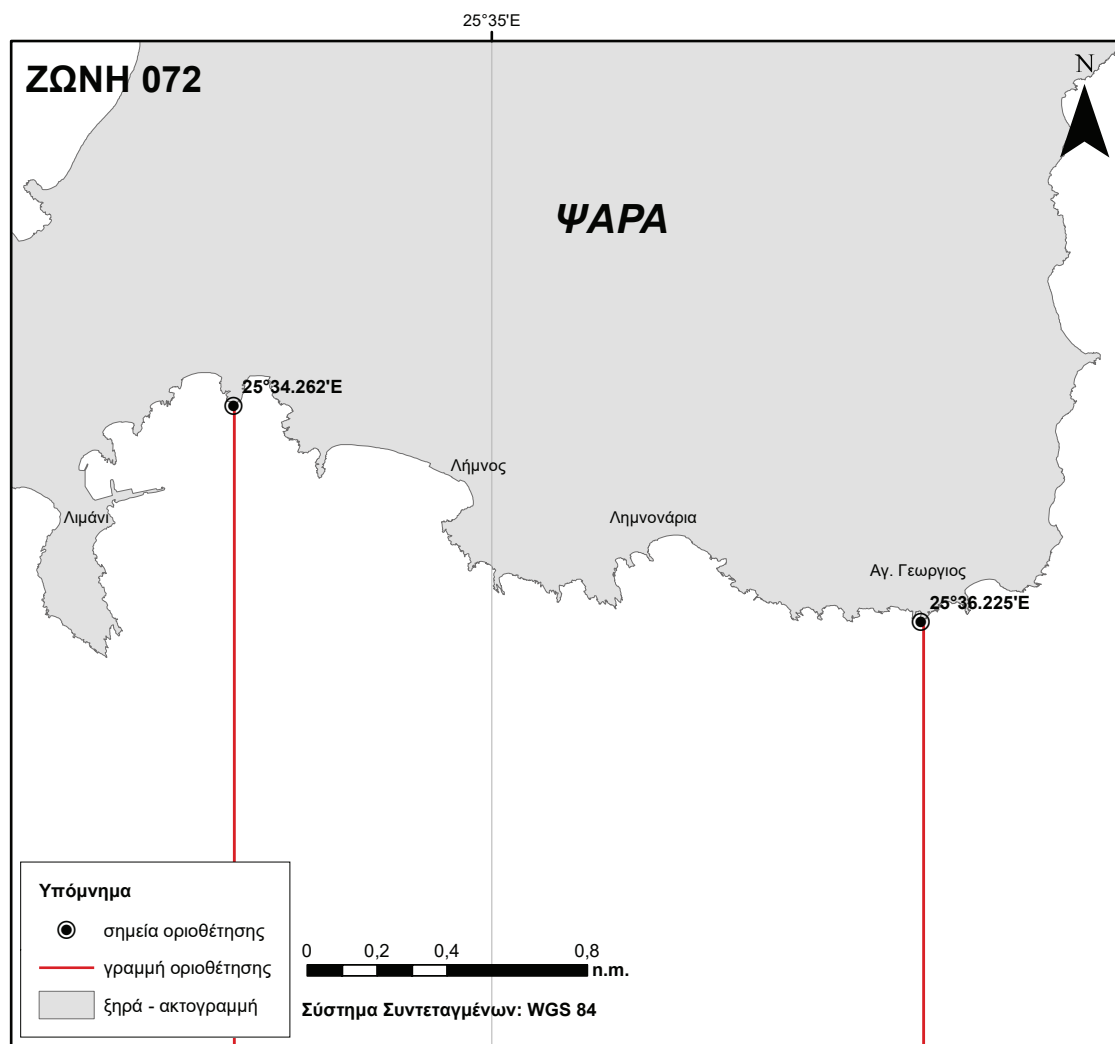 25°35'E
ΖΩΝΗ 072
N
ΨΑΡΑ
25°34.262'E
Λήμνος
Λιμάνι
Λημνονάρια
Αγ. Γεωργιος
25°36.225'E
Υπόμνημα
σημεία οριοθέτησης
γραμμή οριοθέτησης
ξηρά - ακτογραμμή
0 0,2 0,4 0,8
n.m.
Σύστημα Συντεταγμένων: WGS 84